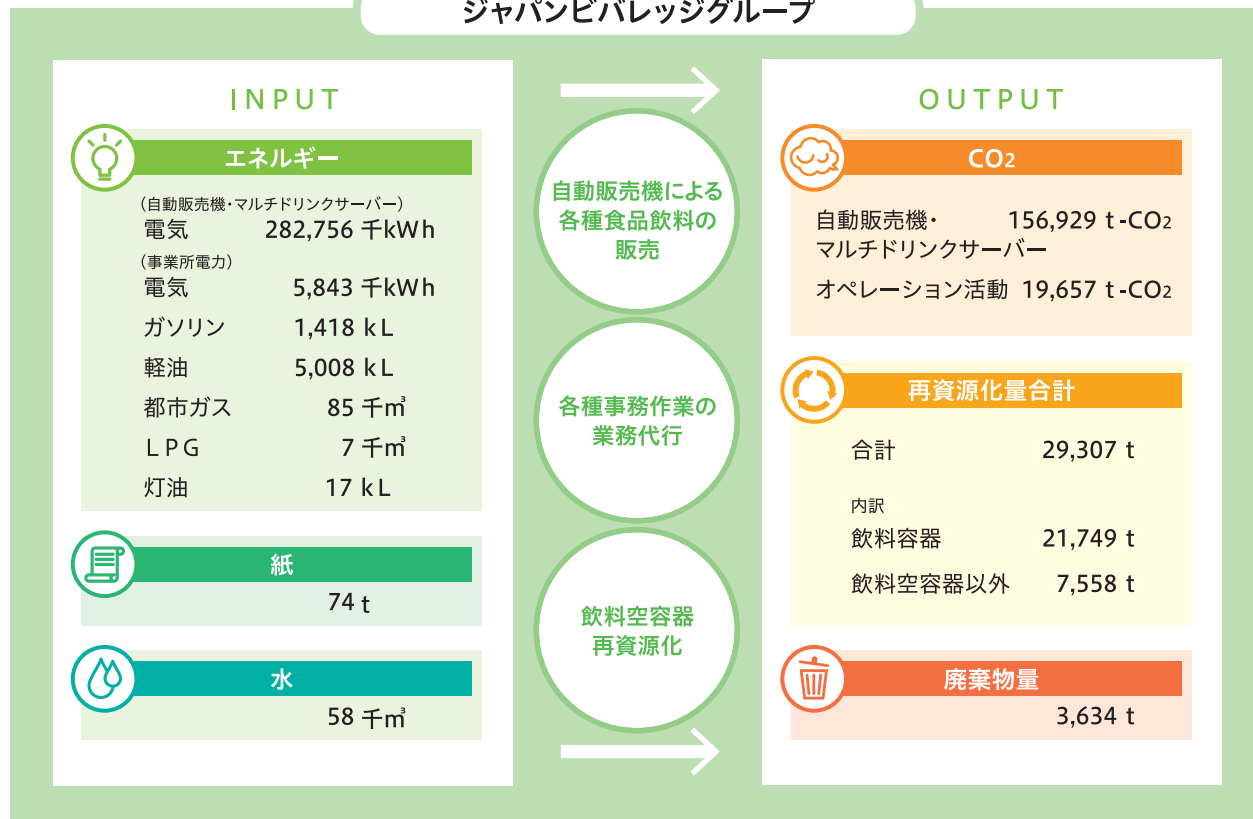 ジャパンビバレッジグループ
INPUT
エネルギー
（自動販売機・マルチドリンクサーバー）
電気 282,756 千kWh
（事業所電力）
電気 5,843 千kWh
ガソリン 1,418 kL
軽油 5,008 kL
都市ガス 85 千㎥
LPG 7 千㎥
灯油 17 kL
紙
74 t
水
58 千㎥
自動販売機による
各種食品飲料の
販売
各種事務作業の
業務代行
飲料空容器
再資源化
OUTPUT
CO2
自動販売機・ 156,929 t-CO2
マルチドリンクサーバー
オペレーション活動 19,657 t-CO2
再資源化量合計
合計 29,307 t
内訳
飲料容器 21,749 t
飲料空容器以外 7,558 t
廃棄物量
3,634 t